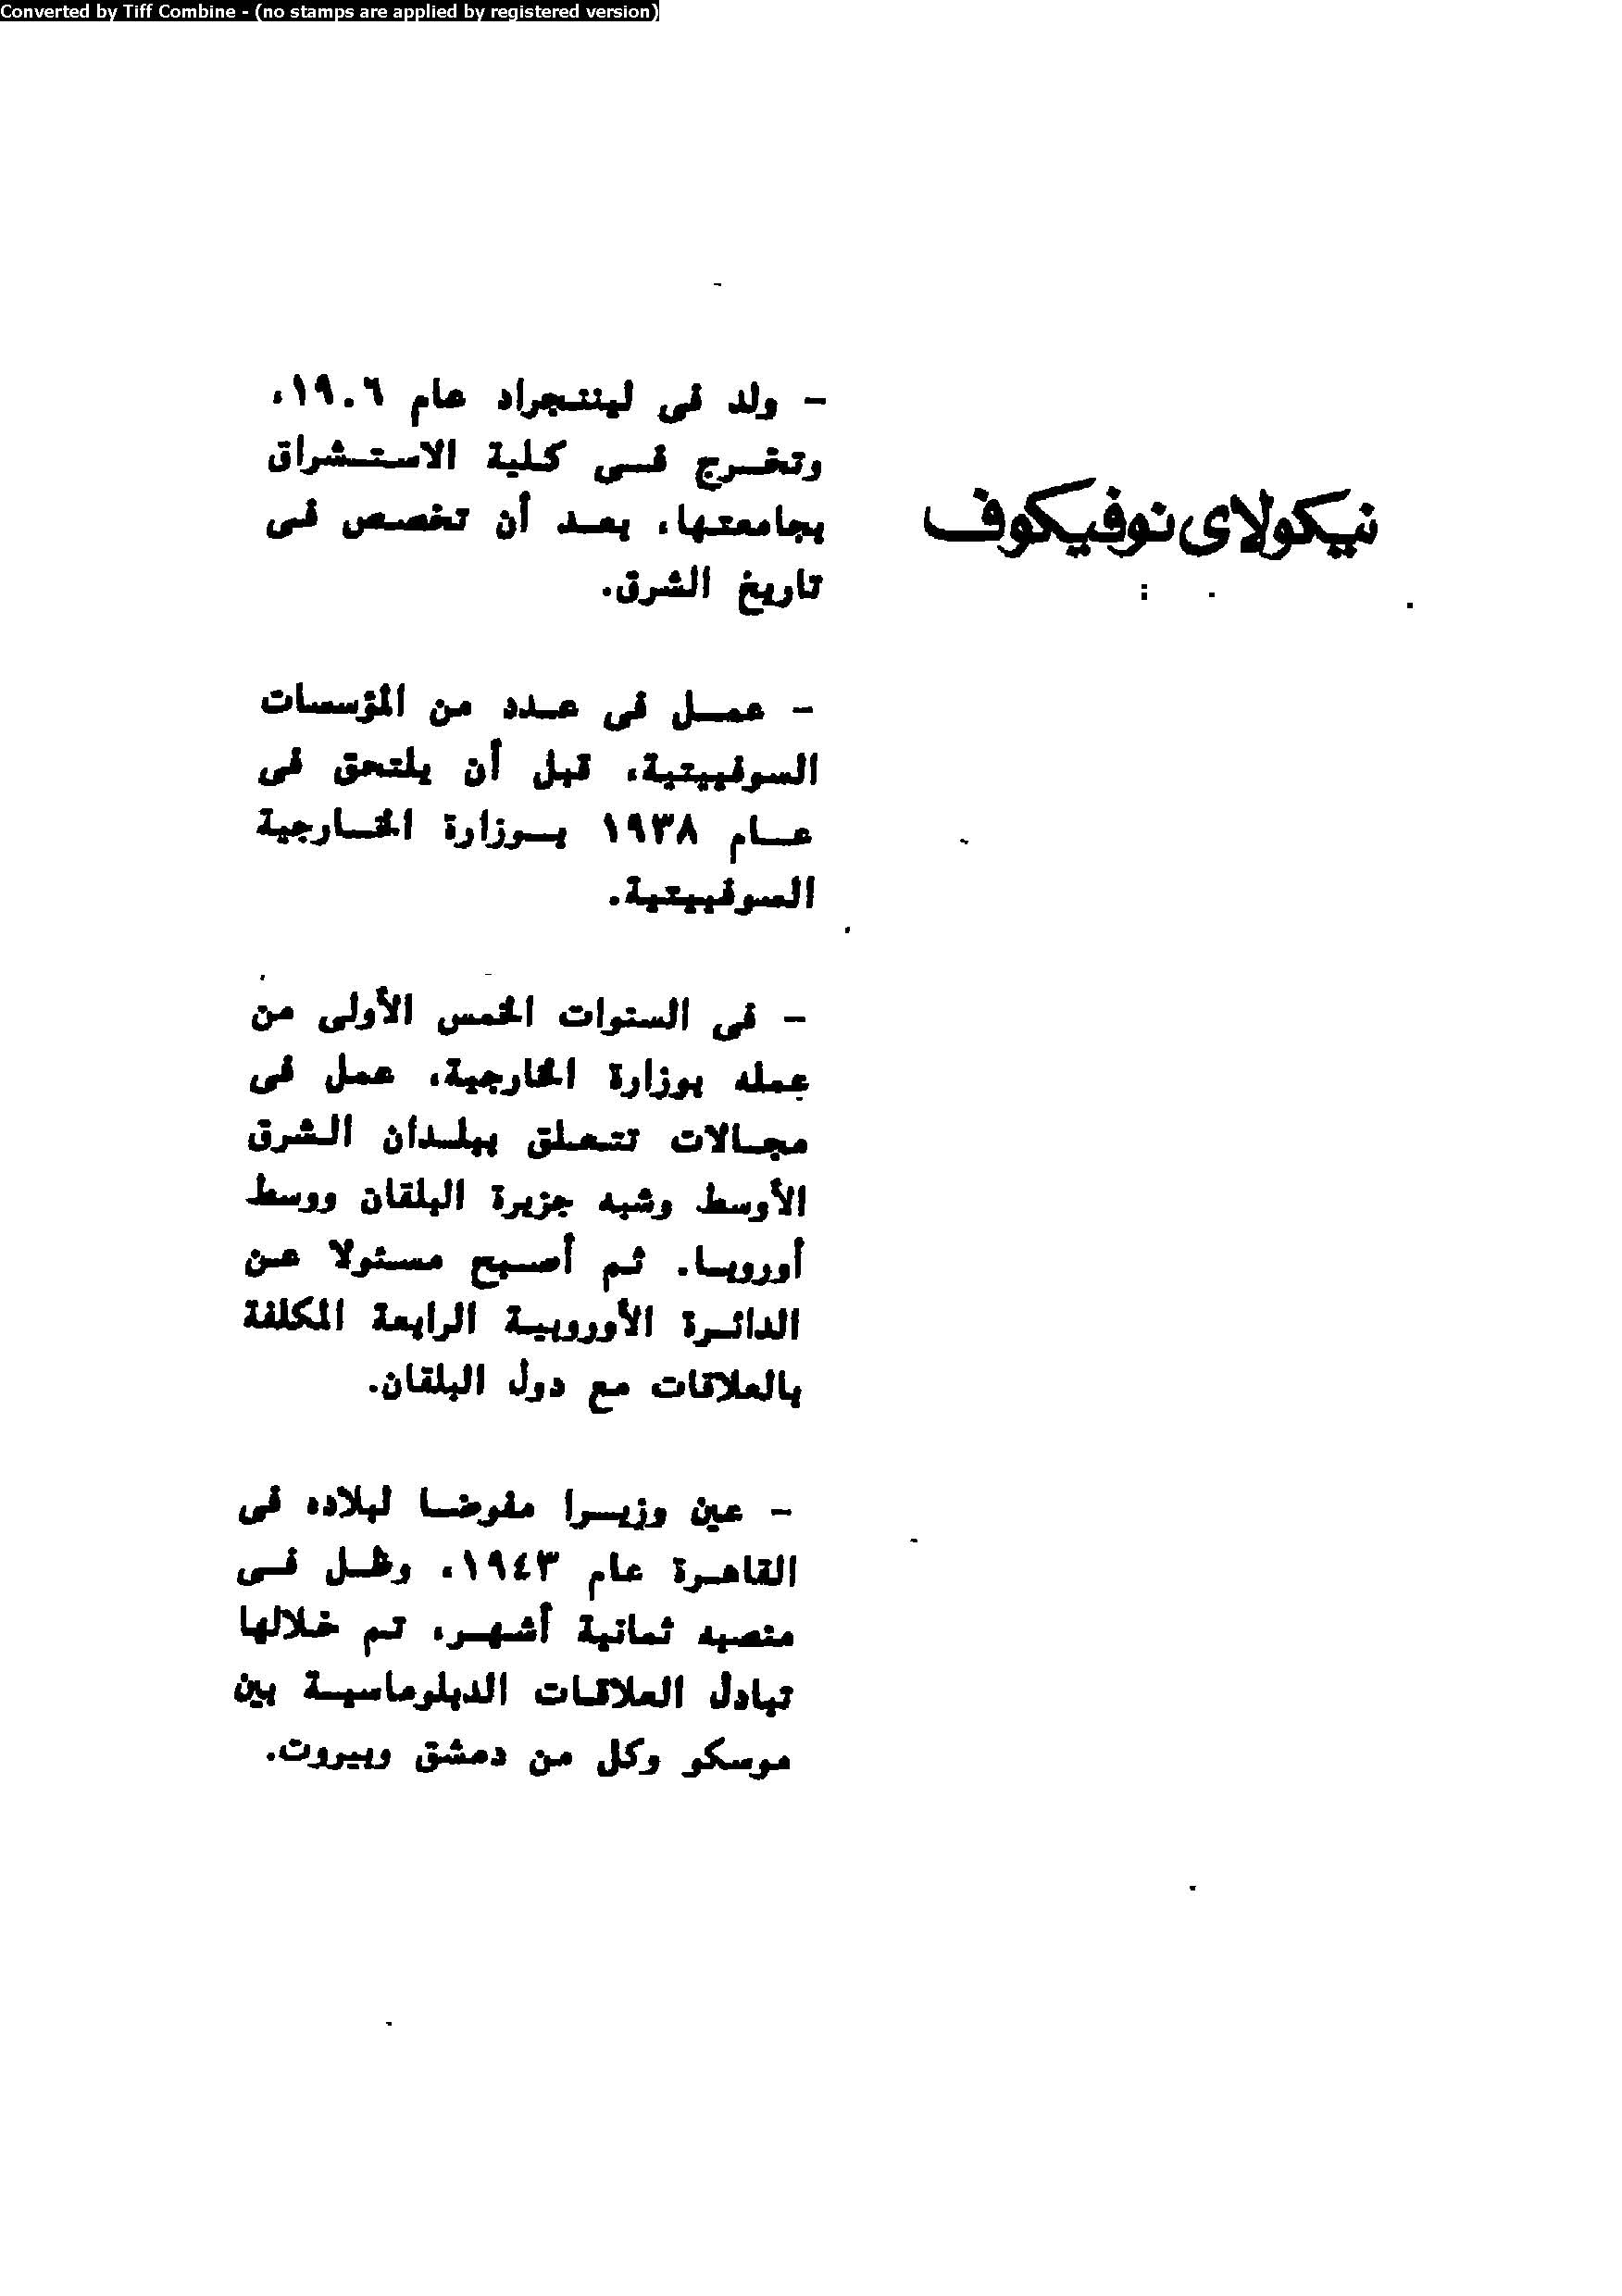 Converted by Tiff Combine - (no stamps are applied by registered version)
نيكولاى نوفيكوف
- ولد فى ليننجراد عام ١٩٠٦،
وتخرج فى كلية الاستشراق
بجامعتها، بعد أن تخصص فى
تاريخ الشرق.
- عمل فى عدد من المؤسسات
السوفييتية، قبل أن يلتحق فى
عام ١٩٣٨ بوزارة الخارجية
السوفييتية.
- فى السنوات الخمس الأولى من
عمله بوزارة الخارجية، عمل فى
مجالات تتعلق ببلدان الشرق
الأوسط وشبه جزيرة البلقان ووسط
أوروبا. ثم أصبح مسئولا عن
الدائرة الأوروبية الرابعة المكلفة
بالعلاقات مع دول البلقان.
- عين وزيرا مفوضا لبلاده فى
القاهرة عام ١٩٤٣، وظل فى
منصبه ثمانية أشهر، تم خلالها
تبادل العلاقات الدبلوماسية بين
موسكو وكل من دمشق وبيروت.